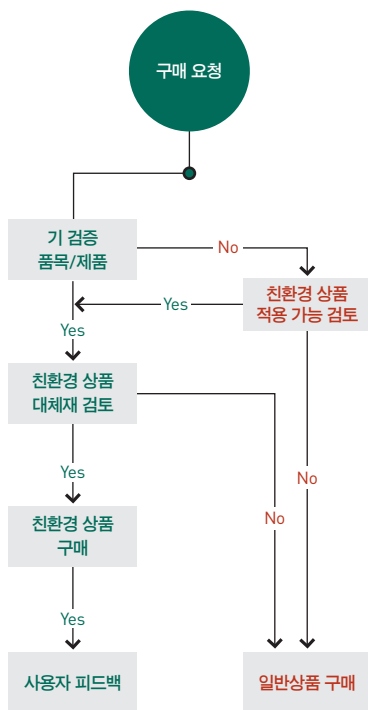 구매 요청
기 검증
품목/제품
No
친환경 상품
적용 가능 검토
Yes
Yes
친환경 상품
대체재 검토
Yes
No
No
친환경 상품
구매
Yes
사용자 피드백
일반상품 구매